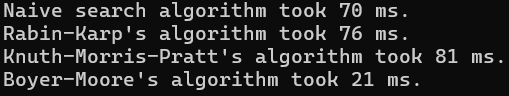 Naive search algorithm took 70 ms.
Rabin-Karp's algorithm took 76 ms.
Knuth-Morris-Pratt's algorithm took 81 ms.
Boyer-Moore's algorithm took 21 ms.